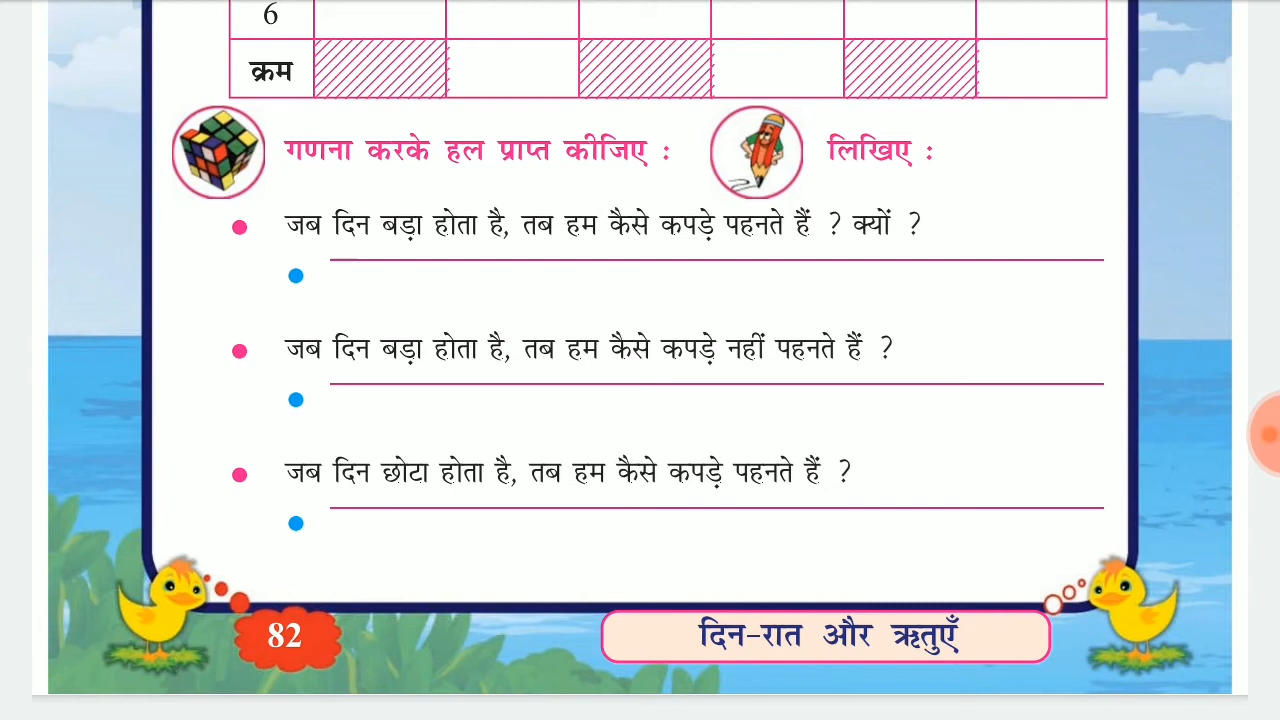 6
क्रम
गणना करके हल प्राप्त कीजिए : लिखिए :
जब दिन बड़ा होता है, तब हम कैसे कपड़े पहनते हैं ? क्यों ?
जब दिन बड़ा होता है, तब हम कैसे कपड़े नहीं पहनते हैं ?
जब दिन छोटा होता है, तब हम कैसे कपड़े पहनते हैं ?
82 दिन-रात और ऋतुएँ